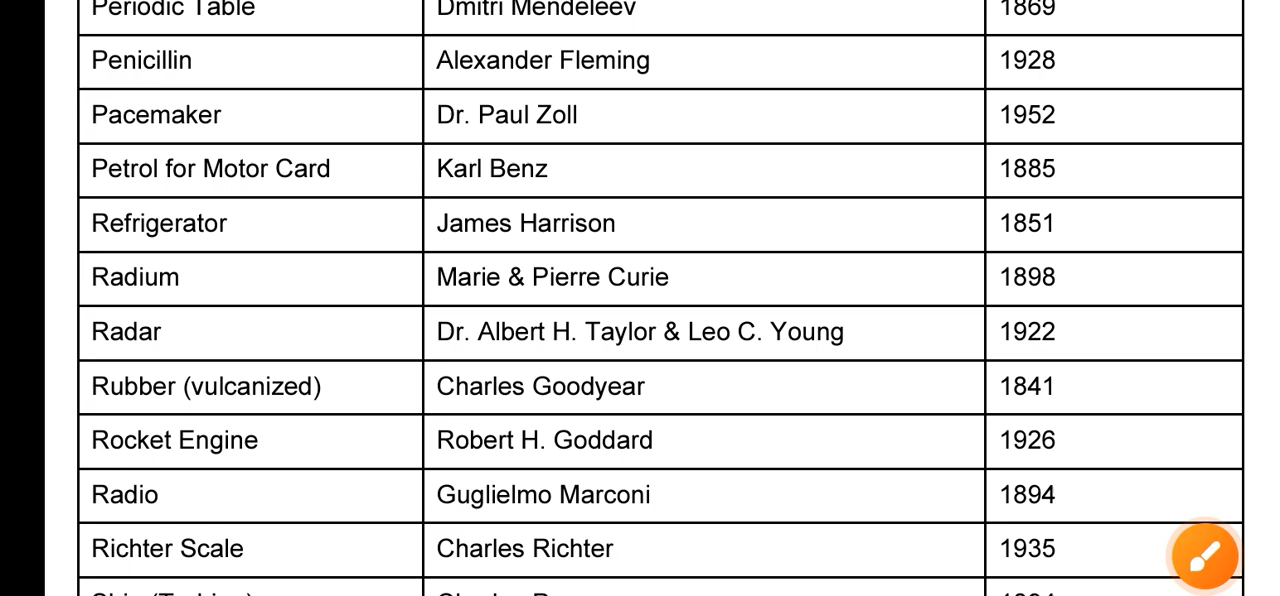 Periodic Table Dmitri Mendeleev 1869
Penicillin Alexander Fleming 1928
Pacemaker Dr. Paul Zoll 1952
Petrol for Motor Card Karl Benz 1885
Refrigerator James Harrison 1851
Radium Marie & Pierre Curie 1898
Radar Dr. Albert H. Taylor & Leo C. Young 1922
Rubber (vulcanized) Charles Goodyear 1841
Rocket Engine Robert H. Goddard 1926
Radio Guglielmo Marconi 1894
Richter Scale Charles Richter 1935